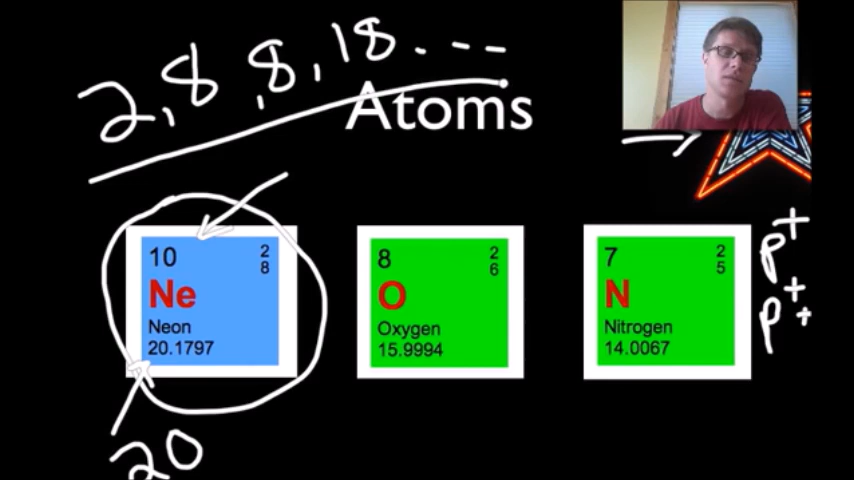 2,8,8,18...---
Atoms
10 2
8
Ne
Neon
20.1797
8 2
6
O
Oxygen
15.9994
7 2
5
N
Nitrogen
14.0067
p+
p+
+
20